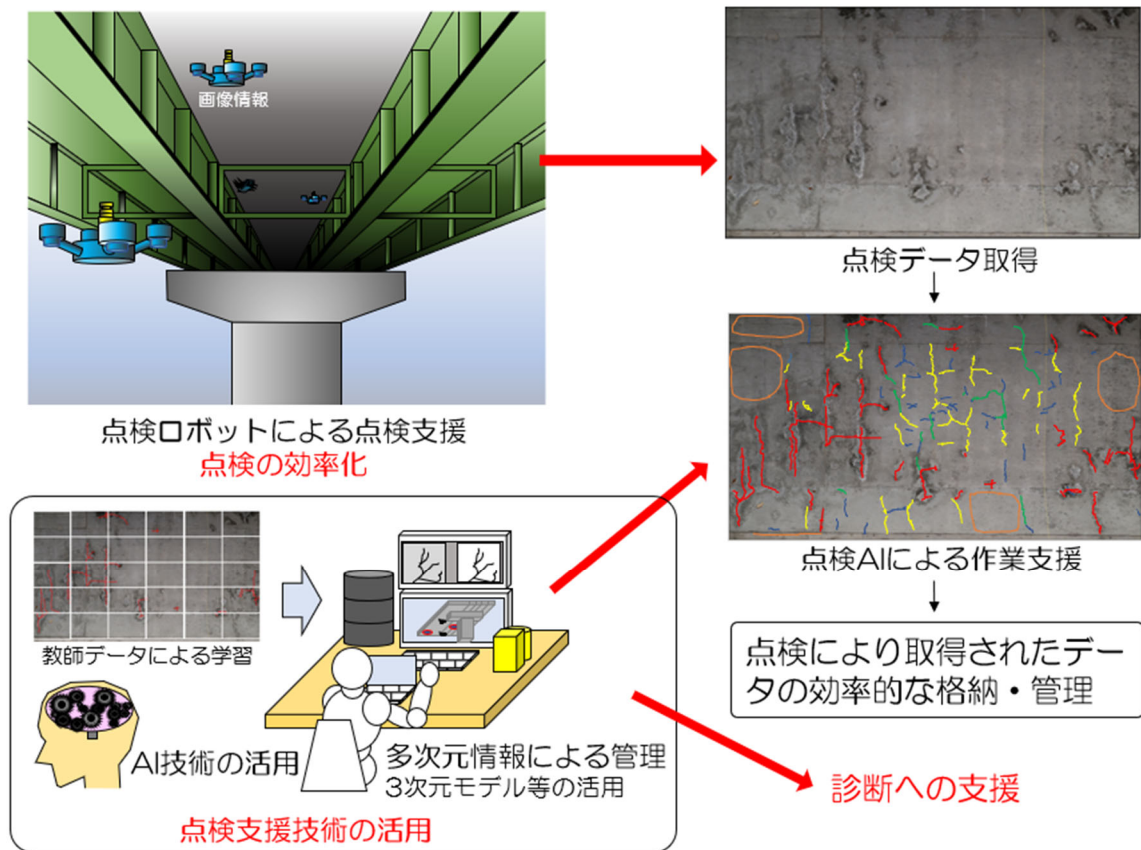 画像情報
点検ロボットによる点検支援
点検の効率化
点検データ取得
点検AIによる作業支援
点検により取得されたデー
タの効率的な格納・管理
教師データによる学習
AI技術の活用
多次元情報による管理
3次元モデル等の活用
点検支援技術の活用
診断への支援